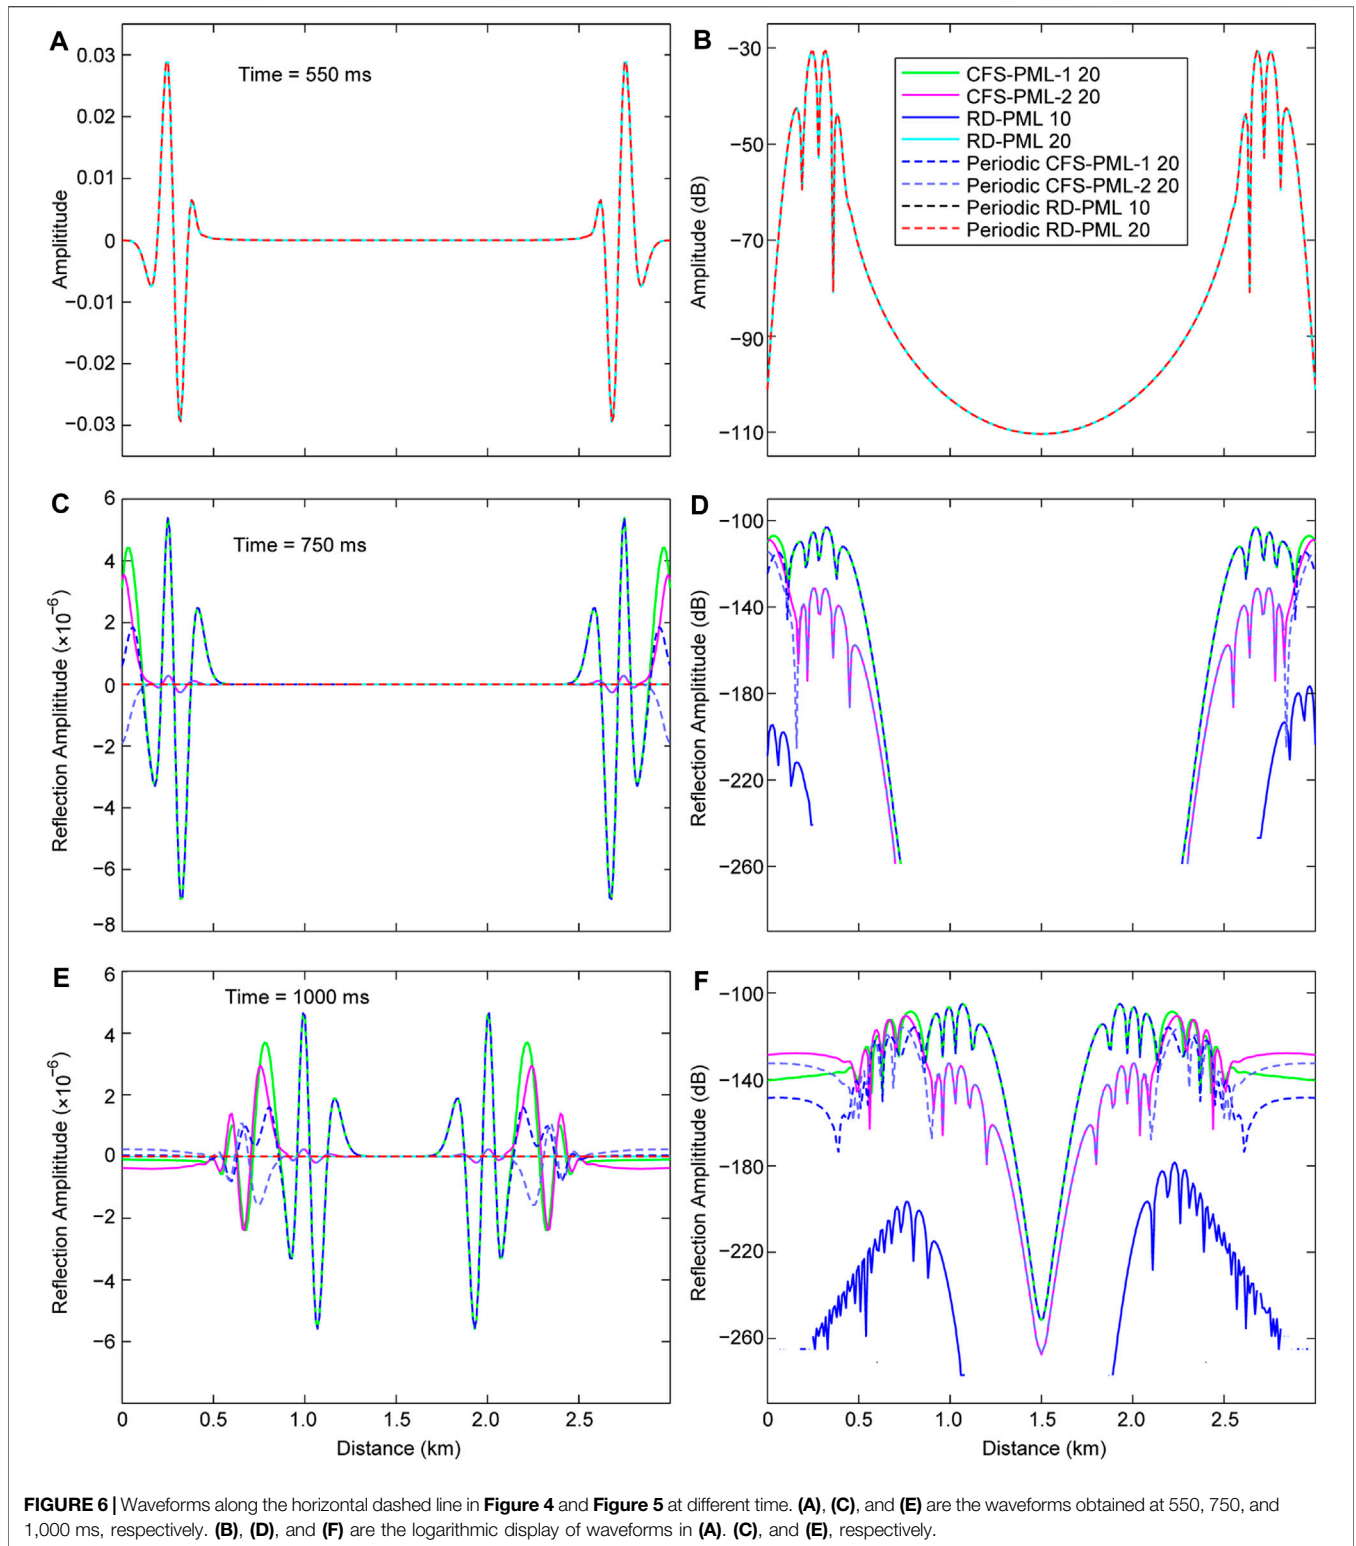 A
Time = 550 ms
0.03
0.02
0.01
0
−0.01
−0.02
−0.03
Amplititude
B
−30
−50
−70
−90
−110
Amplitude (dB)
CFS-PML-1 20
CFS-PML-2 20
RD-PML 10
RD-PML 20
Periodic CFS-PML-1 20
Periodic CFS-PML-2 20
Periodic RD-PML 10
Periodic RD-PML 20
C
Time = 750 ms
6
4
2
0
−2
−4
−6
−8
Reflection Amplititude (×10⁻⁶)
D
−100
−140
−180
−220
−260
Reflection Amplitiude (dB)
E
Time = 1000 ms
6
4
2
0
−2
−4
−6
Reflection Amplitiude (×10⁻⁶)
0
0.5
1.0
1.5
2.0
2.5
Distance (km)
F
−100
−140
−180
−220
−260
Reflection Amplitiude (dB)
0
0.5
1.0
1.5
2.0
2.5
Distance (km)
FIGURE 6 | Waveforms along the horizontal dashed line in Figure 4 and Figure 5 at different time. (A), (C), and (E) are the waveforms obtained at 550, 750, and
1,000 ms, respectively. (B), (D), and (F) are the logarithmic display of waveforms in (A). (C), and (E), respectively.